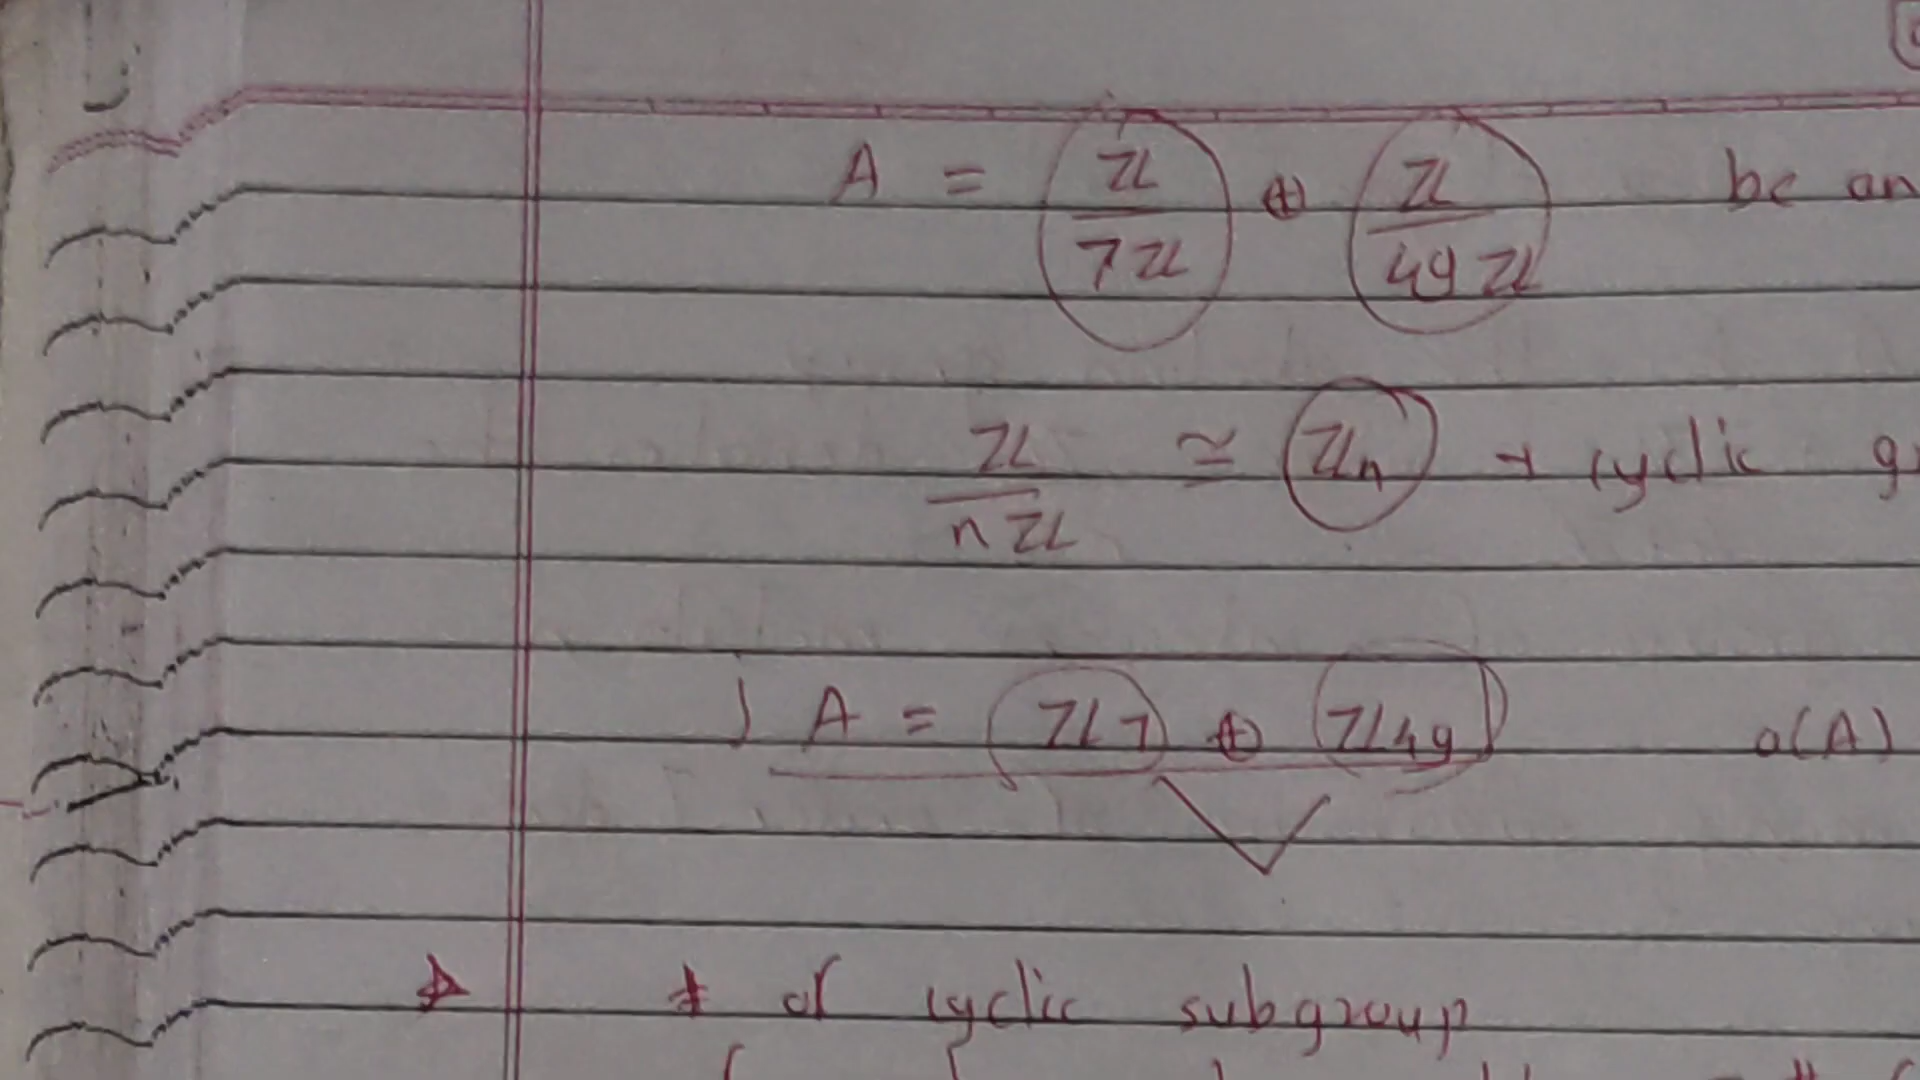 A = Z/7Z ⊕ Z/49Z be an
Z/nZ ≃ Zn → cyclic
A = Z7 ⊕ Z49 o(A)
# of cyclic subgroup